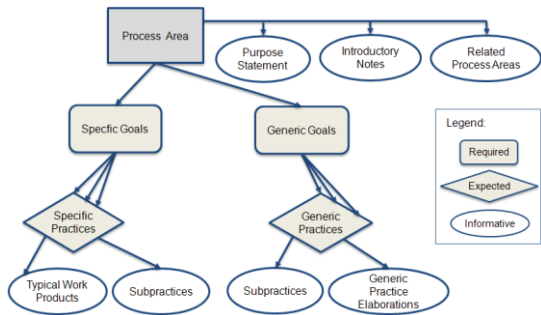 Process Area
Purpose
Statement
Introductory
Notes
Related
Process Areas
Specfic Goals
Generic Goals
Legend:
Required
Expected
Informative
Specific
Practices
Generic
Practices
Typical Work
Products
Subpractices
Subpractices
Generic
Practice
Elaborations